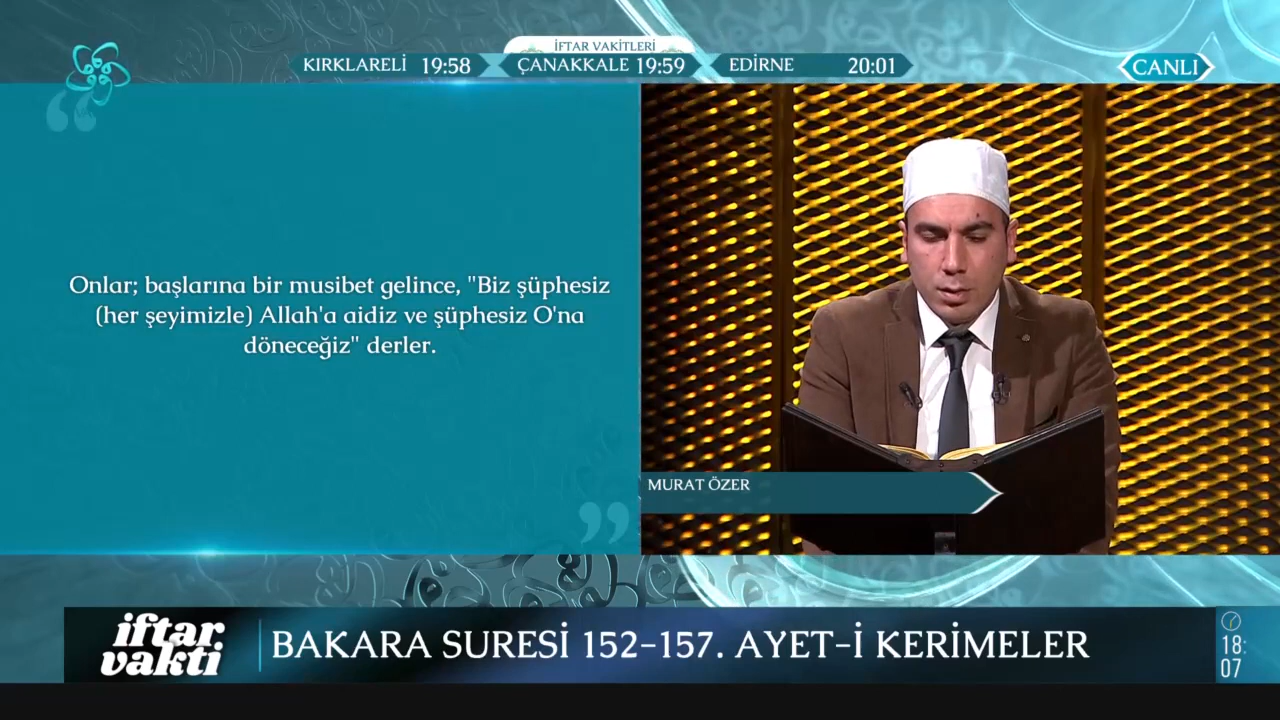 İFTAR VAKİTLERİ
KIRKLARELİ 19:58 ÇANAKKALE 19:59 EDİRNE 20:01
CANLI
Onlar; başlarına bir musibet gelince, "Biz şüphesiz
(her şeyimizle) Allah'a aidiz ve şüphesiz O'na
döneceğiz" derler.
MURAT ÖZER
iftar
vakti
BAKARA SURESİ 152-157. AYET-İ KERİMELER
18:
07